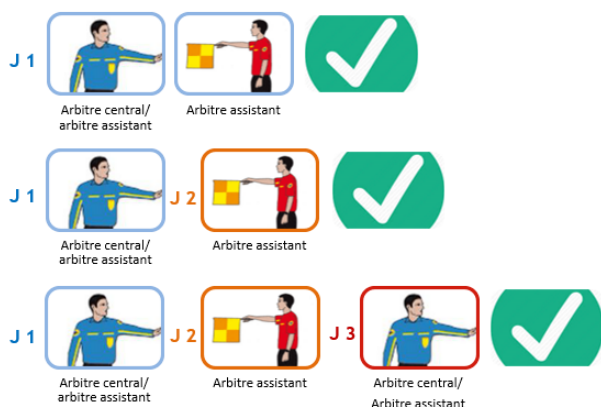 J 1
Arbitre central/
arbitre assistant
Arbitre assistant
J 1
J 2
Arbitre central/
arbitre assistant
Arbitre assistant
J 1
J 2
J 3
Arbitre central/
arbitre assistant
Arbitre assistant
Arbitre central/
Arbitre assistant